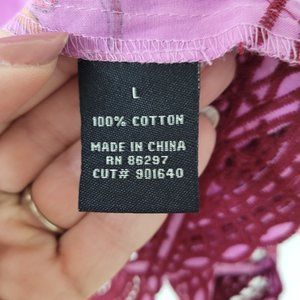 L
100% COTTON
MADE IN CHINA
RN 86297
CUT# 901640